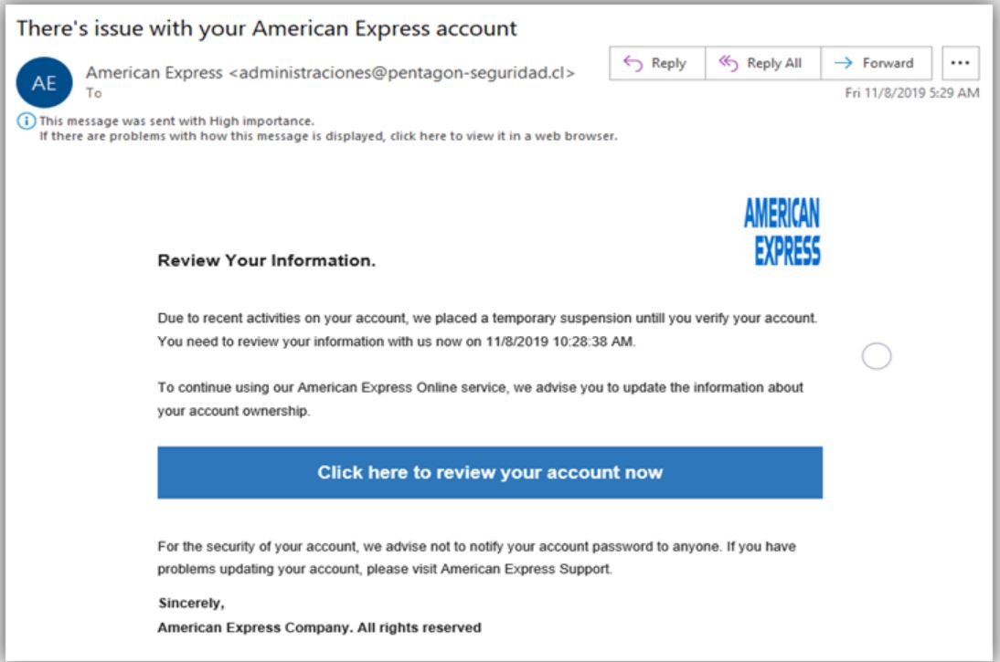 There's issue with your American Express account
AE
American Express <administraciones@pentagon-seguridad.cl>
To
Reply
Reply All
Forward
...
Fri 11/8/2019 5:29 AM
This message was sent with High importance.
If there are problems with how this message is displayed, click here to view it in a web browser.
AMERICAN
EXPRESS
Review Your Information.
Due to recent activities on your account, we placed a temporary suspension untill you verify your account.
You need to review your information with us now on 11/8/2019 10:28:38 AM.
To continue using our American Express Online service, we advise you to update the information about
your account ownership.
Click here to review your account now
For the security of your account, we advise not to notify your account password to anyone. If you have
problems updating your account, please visit American Express Support.
Sincerely,
American Express Company. All rights reserved